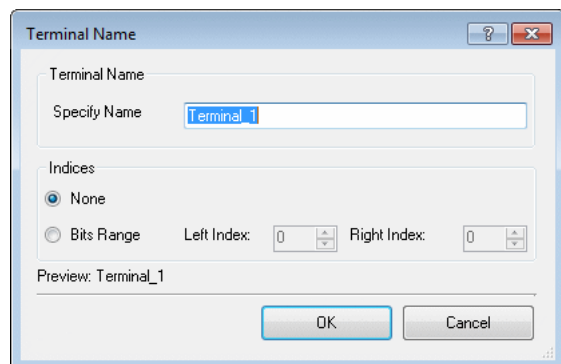 Terminal Name
?
Terminal Name
Specify Name Terminal_1
Indices
None
Bits Range Left Index: 0 Right Index: 0
Preview: Terminal_1
OK Cancel